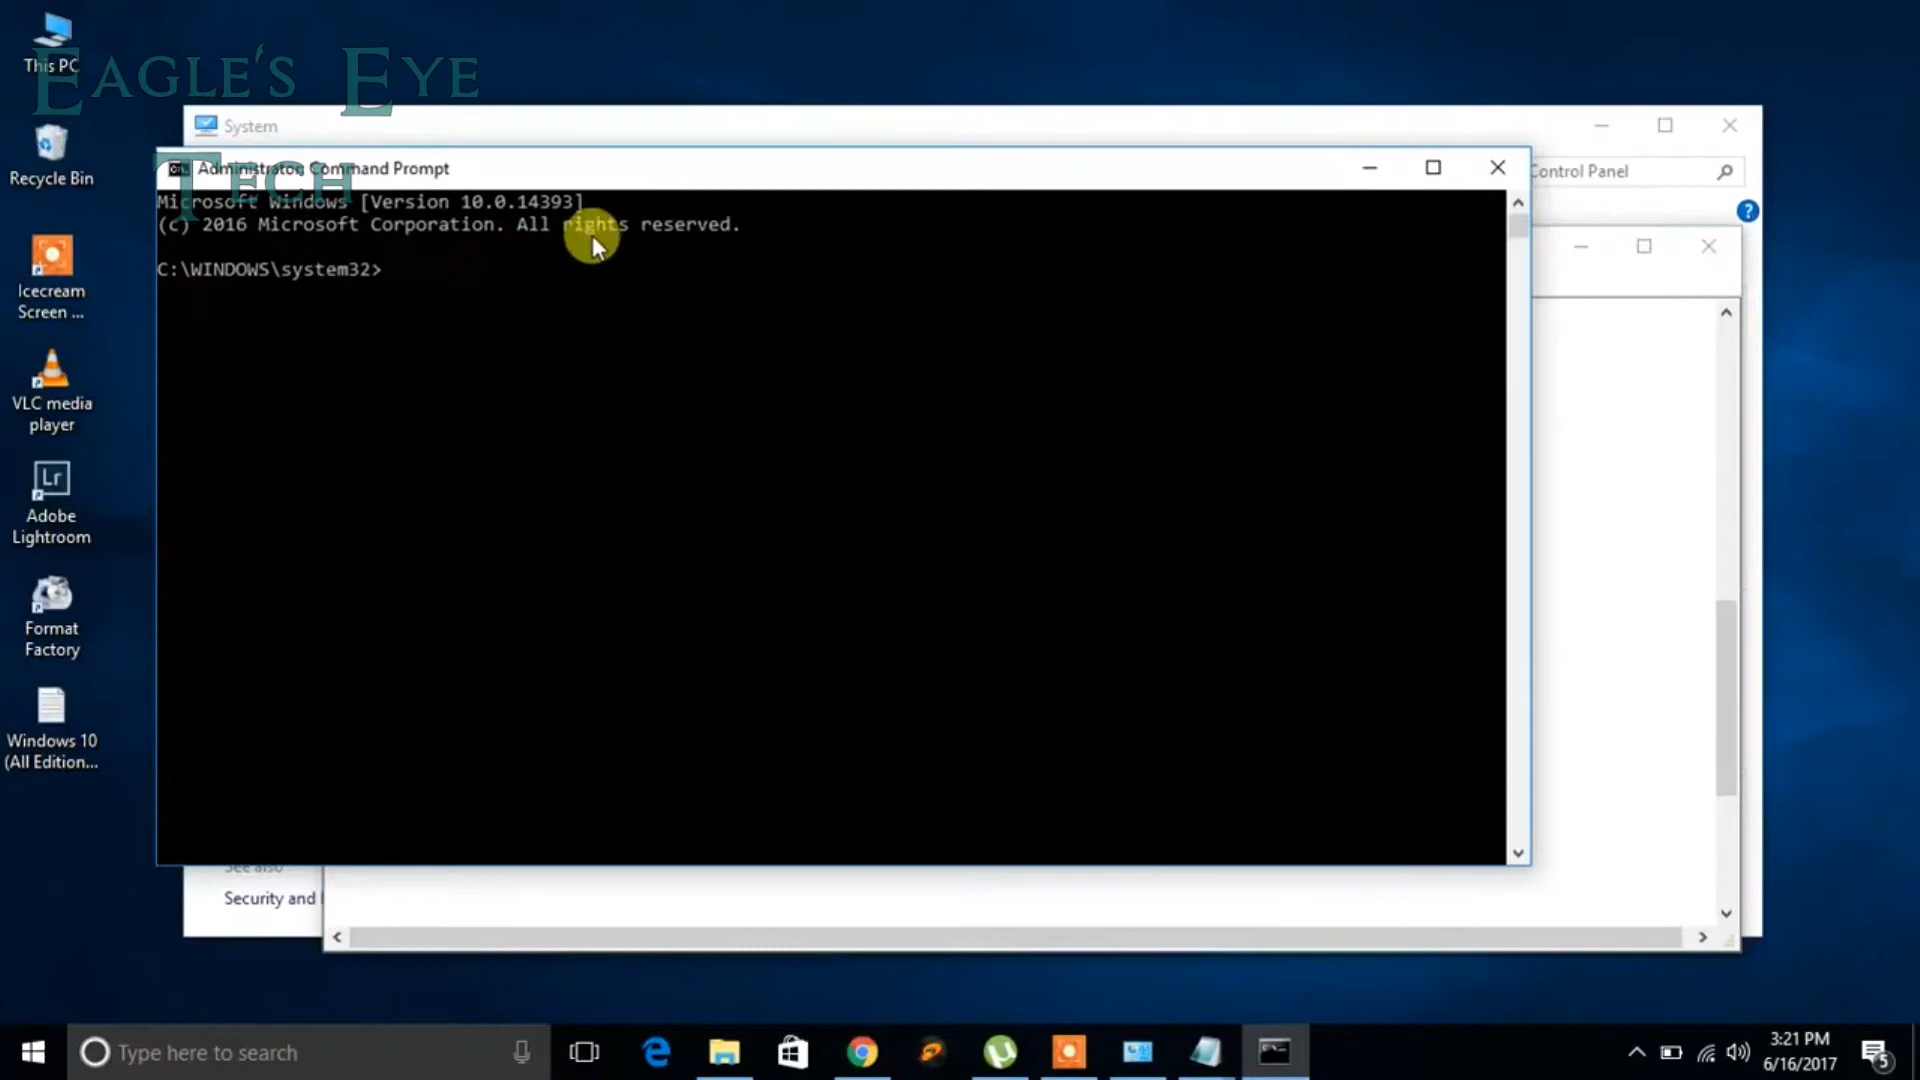 This PC
EAGLE'S EYE
TECH
Recycle Bin
Icecream
Screen ...
VLC media
player
Lr
Adobe
Lightroom
Format
Factory
Windows 10
(All Edition...
System
Control Panel
Administrator: Command Prompt
Microsoft Windows [Version 10.0.14393]
(c) 2016 Microsoft Corporation. All rights reserved.
C:\WINDOWS\system32>
See also
Security and
Type here to search
3:21 PM
6/16/2017
5